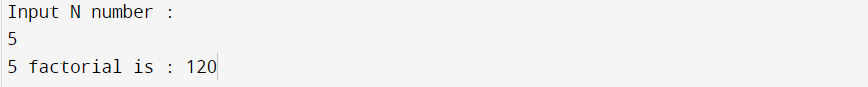 Input N number :
5
5 factorial is : 120